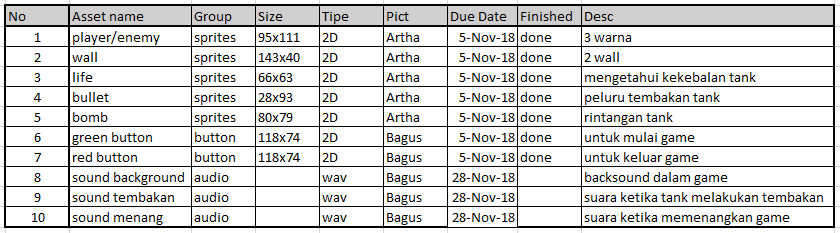 No Asset name Group Size Tipe Pict Due Date Finished Desc
1 player/enemy sprites 95x111 2D Artha 5-Nov-18 done 3 warna
2 wall sprites 143x40 2D Artha 5-Nov-18 done 2 wall
3 life sprites 66x63 2D Artha 5-Nov-18 done mengetahui kekebalan tank
4 bullet sprites 28x93 2D Artha 5-Nov-18 done peluru tembakan tank
5 bomb sprites 80x79 2D Artha 5-Nov-18 done rintangan tank
6 green button button 118x74 2D Bagus 5-Nov-18 done untuk mulai game
7 red button button 118x74 2D Bagus 5-Nov-18 done untuk keluar game
8 sound background audio wav Bagus 28-Nov-18 backsound dalam game
9 sound tembakan audio wav Bagus 28-Nov-18 suara ketika tank melakukan tembakan
10 sound menang audio wav Bagus 28-Nov-18 suara ketika memenangkan game